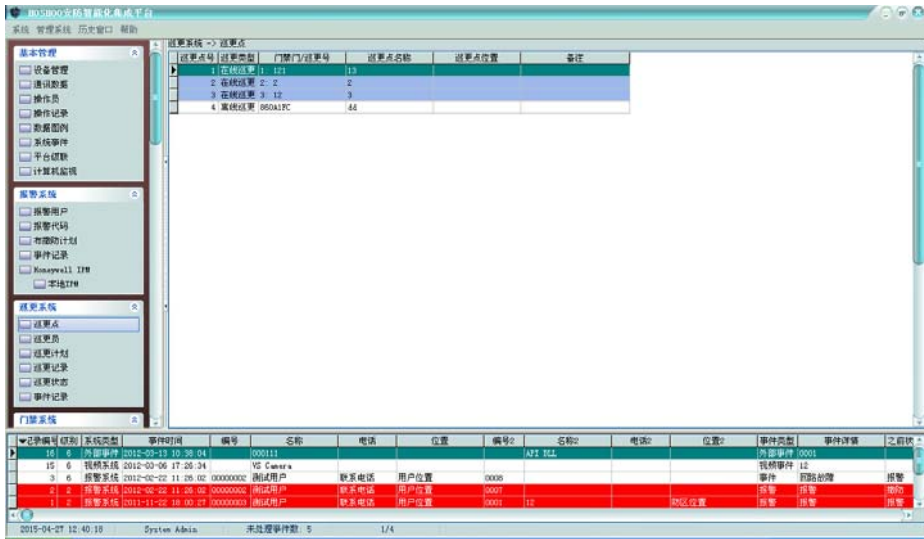 HOSHOO安防智能化集成平台
系统 管理系统 历史窗口 帮助
基本管理
设备管理
通讯数据
操作员
操作记录
数据图例
系统事件
平台级联
计算机监视
报警系统
报警用户
报警代码
布撤防计划
事件记录
Honeywell IPM
本地IPM
巡更系统
巡更点
巡更员
巡更计划
巡更记录
巡更状态
事件记录
门禁系统
巡更系统 -> 巡更点
巡更点号 巡更类型 门禁门/巡更号 巡更点名称 巡更点位置 备注
1 在线巡更 1: 121 13
2 在线巡更 2: 2 2
3 在线巡更 3: 12 3
4 离线巡更 860A1FC dd
记录编号 级别 系统类型 事件时间 编号 名称 电话 位置 编号2 名称2 电话2 位置2 事件类型 事件详情 之前状
16 6 外部事件 2012-03-13 10:38:04 000111 API DLL 外部事件 0001
15 6 视频系统 2012-03-06 17:26:34 VS Camera 视频事件 12
3 6 报警系统 2012-02-22 11:26:02 00000002 测试用户 联系电话 用户位置 0008 事件 回路故障 报警
2 2 报警系统 2012-02-22 11:26:02 00000002 测试用户 联系电话 用户位置 0007 报警 报警 撤防
1 2 报警系统 2011-11-22 18:00:27 00000003 测试用户 联系电话 用户位置 0001 12 防区位置 报警 报警 报警
2015-04-27 12:40:18 System Admin 未处理事件数: 5 1/4